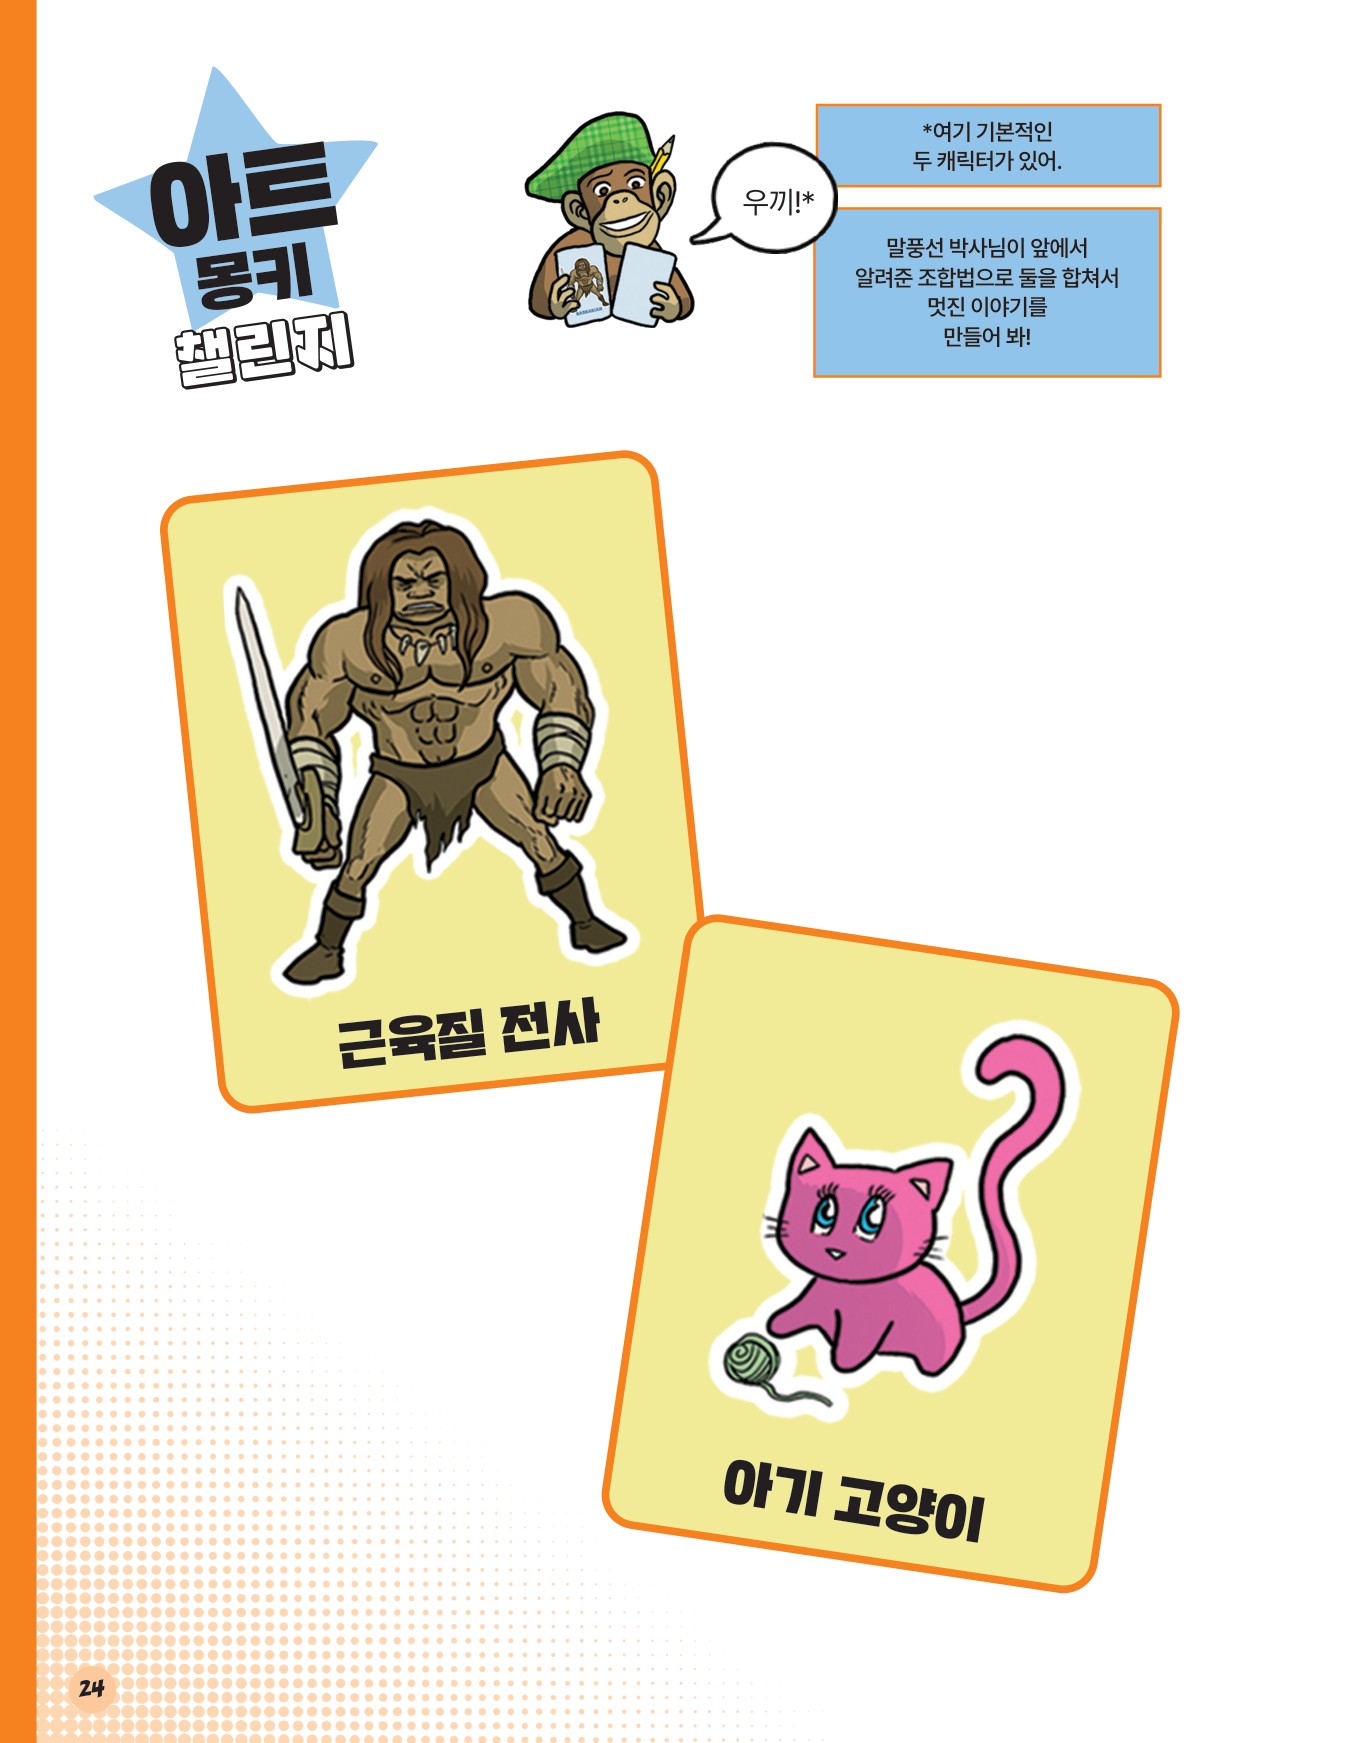 아트
몽키
챌린지
우끼!*
*여기 기본적인
두 캐릭터가 있어.
말풍선 박사님이 앞에서
알려준 조합법으로 둘을 합쳐서
멋진 이야기를
만들어 봐!
BARBARIAN
근육질 전사
아기 고양이
24